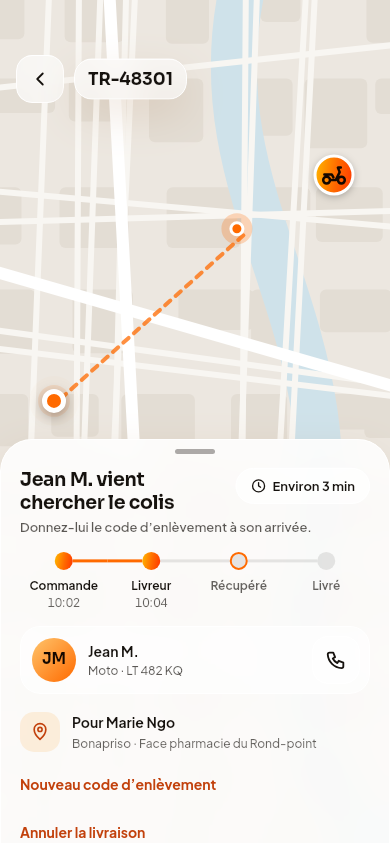 TR-48301
Jean M. vient
chercher le colis
Environ 3 min
Donnez-lui le code d’enlèvement à son arrivée.
Commande
Livreur
Récupéré
Livré
10:02
10:04
JM
Jean M.
Moto · LT 482 KQ
Pour Marie Ngo
Bonapriso · Face pharmacie du Rond-point
Nouveau code d’enlèvement
Annuler la livraison